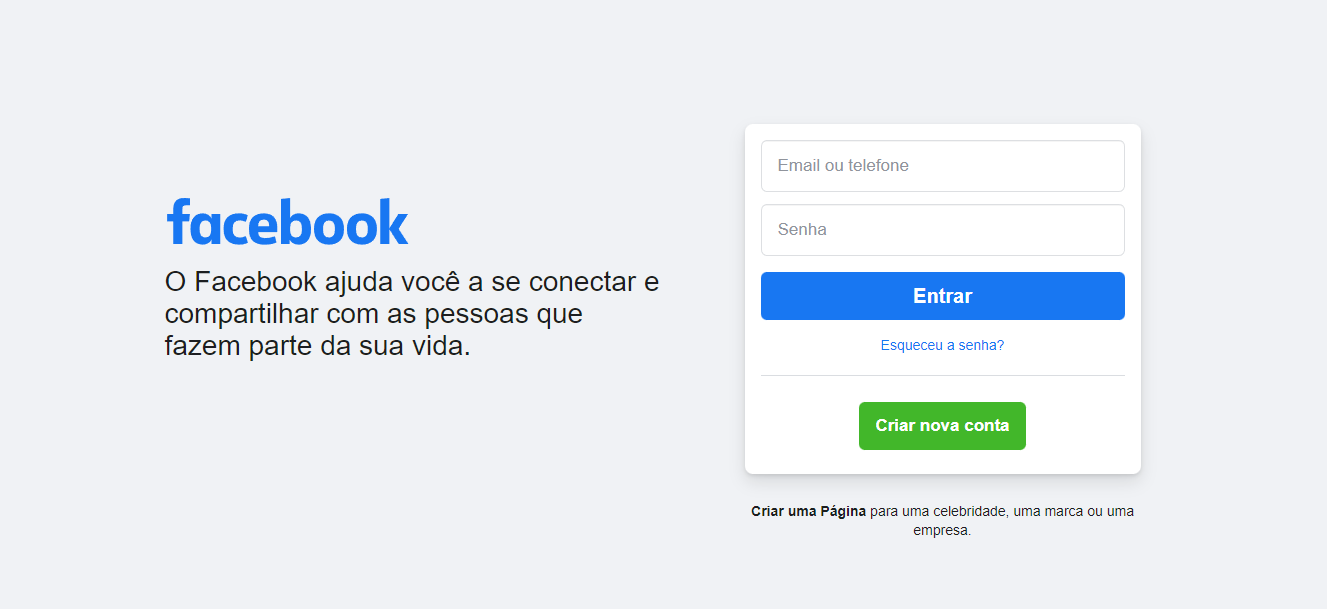 facebook
O Facebook ajuda você a se conectar e
compartilhar com as pessoas que
fazem parte da sua vida.
Email ou telefone
Senha
Entrar
Esqueceu a senha?
Criar nova conta
Criar uma Página para uma celebridade, uma marca ou uma
empresa.